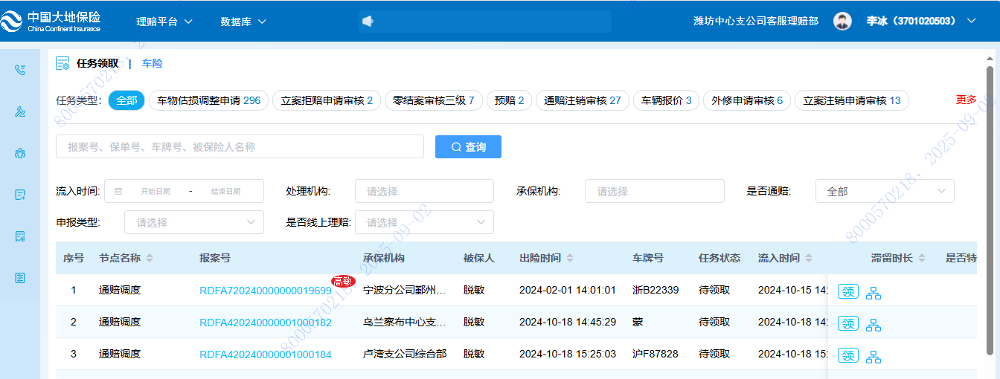 中国大地保险
China Continent Insurance
理赔平台 数据库 潍坊中心支公司客服理赔部 李冰（3701020503）
任务领取 | 车险
任务类型： 全部 车物估损调整申请 296 立案拒赔申请审核 2 零结案审核三级 7 预赔 2 通赔注销审核 27 车辆报价 3 外修申请审核 6 立案注销申请审核 13 更多
报案号、保单号、车牌号、被保险人名称 查询
流入时间: 开始日期 - 结束日期 处理机构: 请选择 承保机构: 请选择 是否通赔: 全部
申报类型: 请选择 是否线上理赔: 请选择
序号 节点名称 报案号 承保机构 被保人 出险时间 车牌号 任务状态 流入时间 滞留时长 是否特
1 通赔调度 RDFA720240000000019699 高敏 宁波分公司鄞州... 脱敏 2024-02-01 14:01:01 浙B22339 待领取 2024-10-15 14: 领
2 通赔调度 RDFA420240000001000182 乌兰察布中心支... 脱敏 2024-10-18 14:45:29 蒙 待领取 2024-10-18 14: 领
3 通赔调度 RDFA420240000001000184 卢湾支公司综合部 脱敏 2024-10-18 15:25:03 沪F87828 待领取 2024-10-18 15: 领
8000570218，2
8000570218，2025-09-02
8000570218，2025-09-02